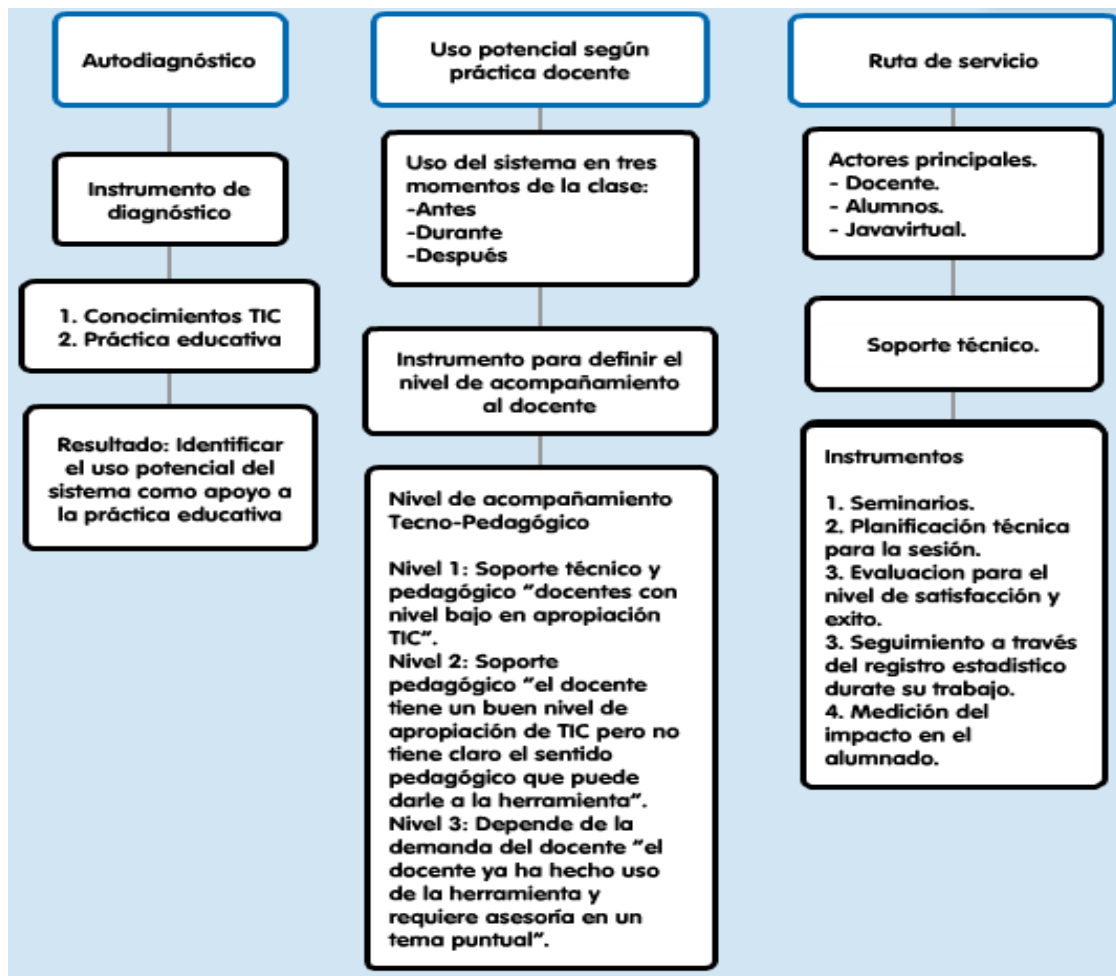 Autodiagnóstico
Instrumento de
diagnóstico
1. Conocimientos TIC
2. Práctica educativa
Resultado: Identificar
el uso potencial del
sistema como apoyo a
la práctica educativa
Uso potencial según
práctica docente
Uso del sistema en tres
momentos de la clase:
-Antes
-Durante
-Después
Instrumento para definir el
nivel de acompañamiento
al docente
Nivel de acompañamiento
Tecno-Pedagógico
Nivel 1: Soporte técnico y
pedagógico "docentes con
nivel bajo en apropiación
TIC".
Nivel 2: Soporte
pedagógico "el docente
tiene un buen nivel de
apropiación de TIC pero no
tiene claro el sentido
pedagógico que puede
darle a la herramienta".
Nivel 3: Depende de la
demanda del docente "el
docente ya ha hecho uso
de la herramienta y
requiere asesoría en un
tema puntual".
Ruta de servicio
Actores principales.
- Docente.
- Alumnos.
- Javavirtual.
Soporte técnico.
Instrumentos
1. Seminarios.
2. Planificación técnica
para la sesión.
3. Evaluacion para el
nivel de satisfacción y
exito.
3. Seguimiento a través
del registro estadistico
durate su trabajo.
4. Medición del
impacto en el
alumnado.